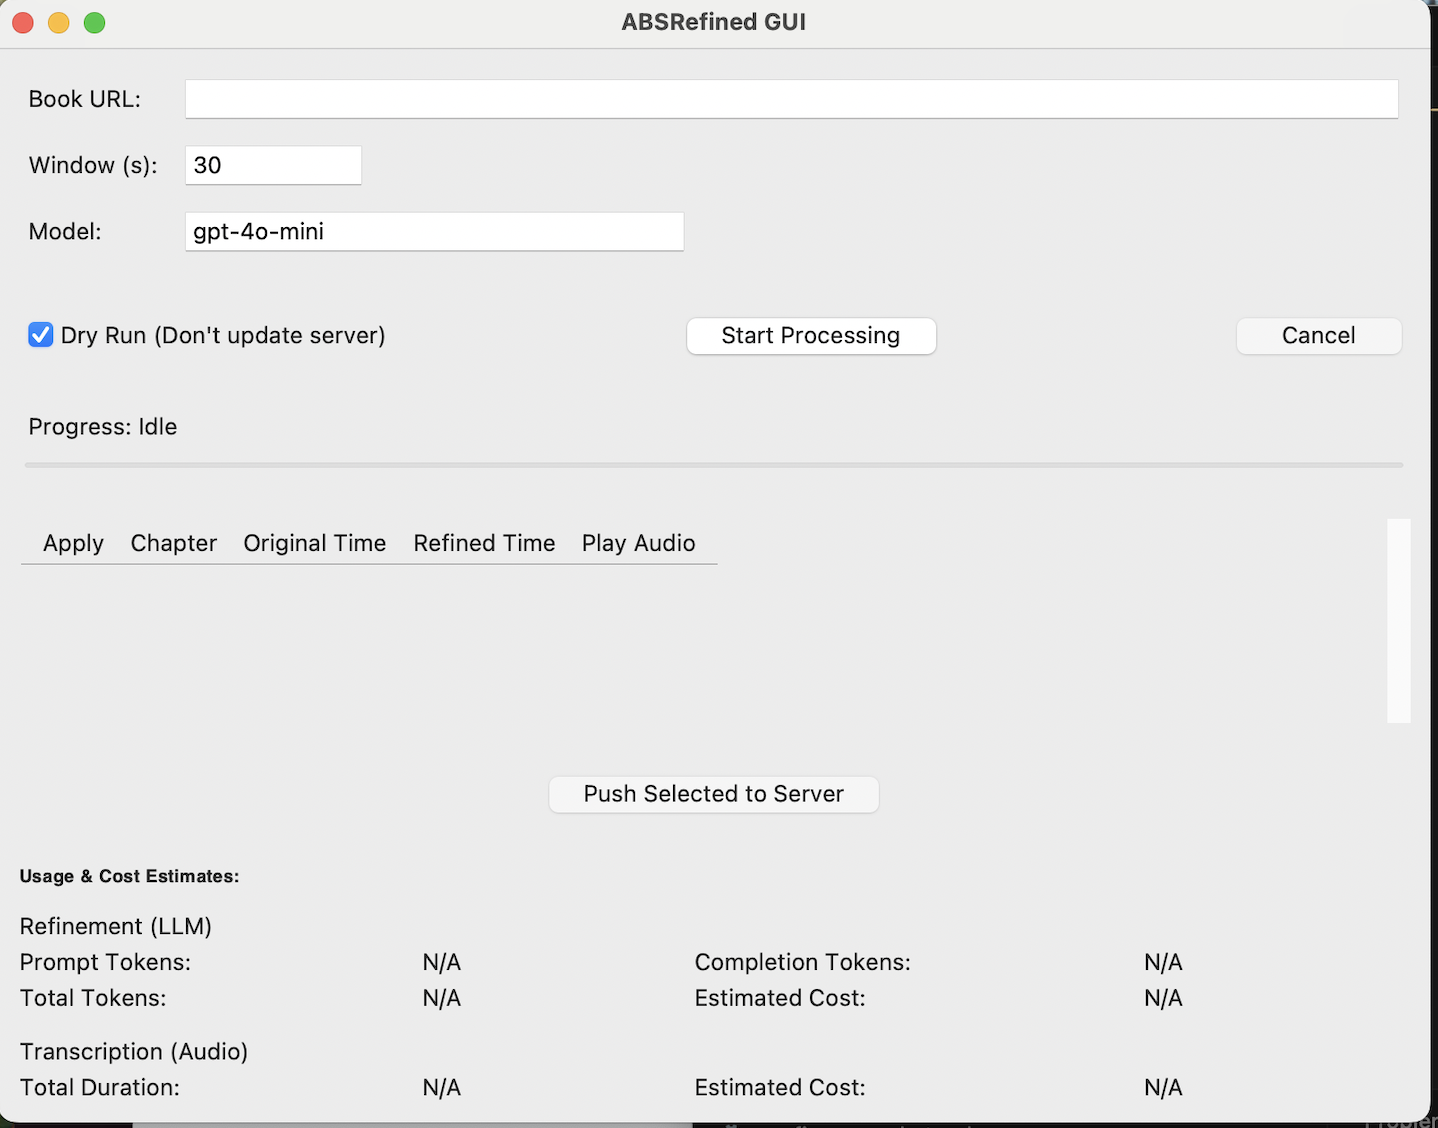 ABSRefined GUI
Book URL:
Window (s): 30
Model: gpt-4o-mini
Dry Run (Don't update server) Start Processing Cancel
Progress: Idle
Apply Chapter Original Time Refined Time Play Audio
Push Selected to Server
Usage & Cost Estimates:
Refinement (LLM)
Prompt Tokens: N/A Completion Tokens: N/A
Total Tokens: N/A Estimated Cost: N/A
Transcription (Audio)
Total Duration: N/A Estimated Cost: N/A